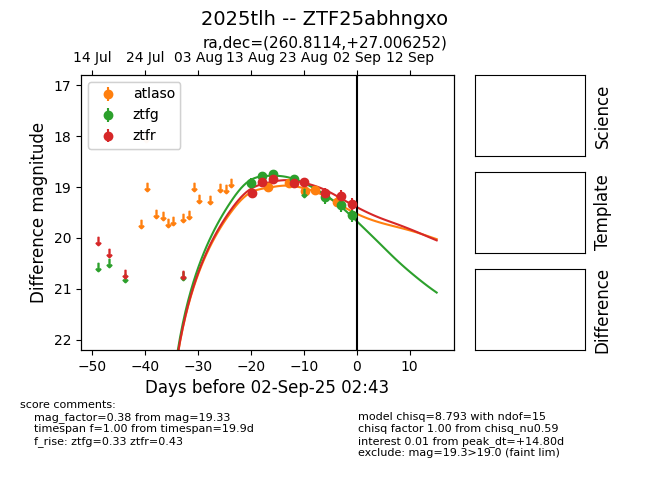 2025tlh -- ZTF25abhngxo
ra,dec=(260.8114,+27.006252)
14 Jul 24 Jul 03 Aug 13 Aug 23 Aug 02 Sep 12 Sep
17
18
19
20
21
22
Difference magnitude
atlaso
ztfg
ztfr
−50 −40 −30 −20 −10 0 10
Days before 02-Sep-25 02:43
Science
Template
Difference
score comments:
mag_factor=0.38 from mag=19.33
timespan f=1.00 from timespan=19.9d
f_rise: ztfg=0.33 ztfr=0.43
model chisq=8.793 with ndof=15
chisq factor 1.00 from chisq_nu0.59
interest 0.01 from peak_dt=+14.80d
exclude: mag=19.3>19.0 (faint lim)